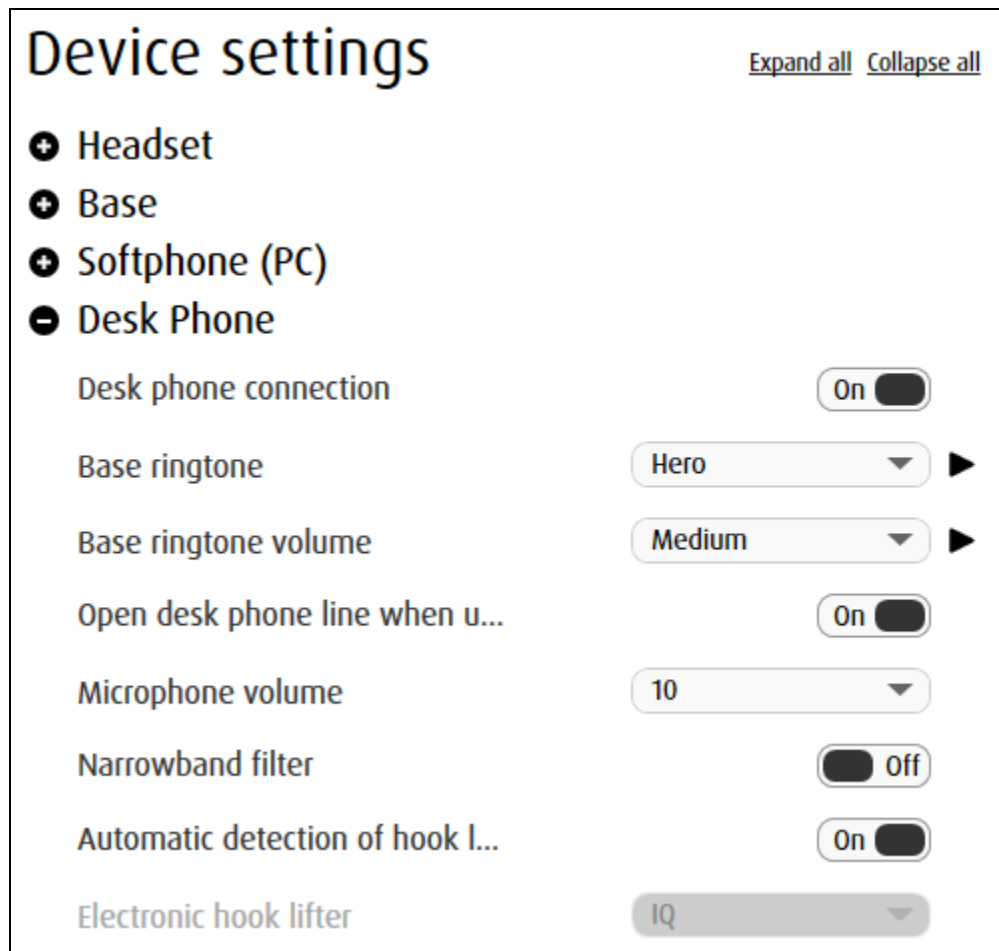 Device settings
Expand all Collapse all
Headset
Base
Softphone (PC)
Desk Phone
Desk phone connection On
Base ringtone Hero
Base ringtone volume Medium
Open desk phone line when u... On
Microphone volume 10
Narrowband filter Off
Automatic detection of hook l... On
Electronic hook lifter IQ